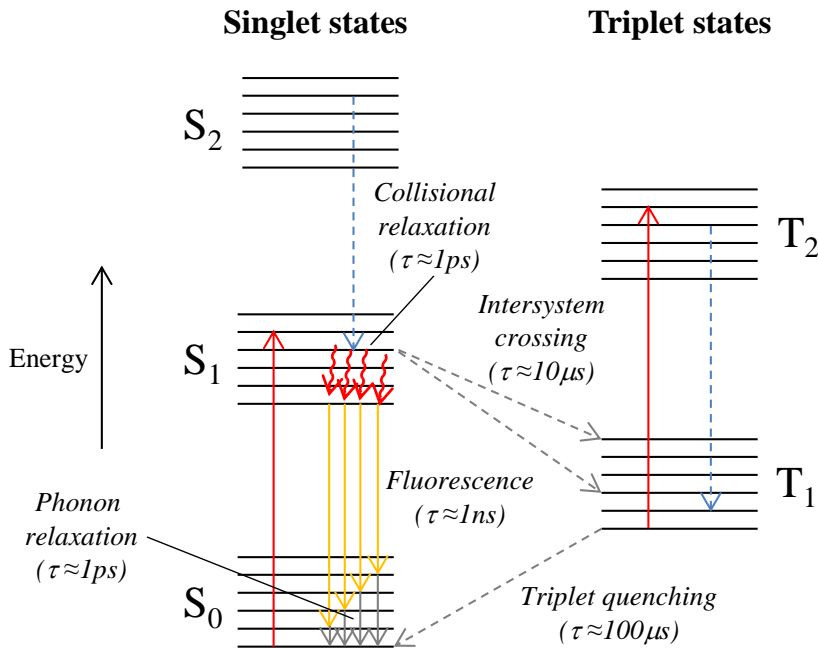 Singlet states
Triplet states
S2
Collisional
relaxation
(τ≈1ps)
T2
Energy
S1
Intersystem
crossing
(τ≈10μs)
Fluorescence
(τ≈1ns)
T1
Phonon
relaxation
(τ≈1ps)
S0
Triplet quenching
(τ≈100μs)